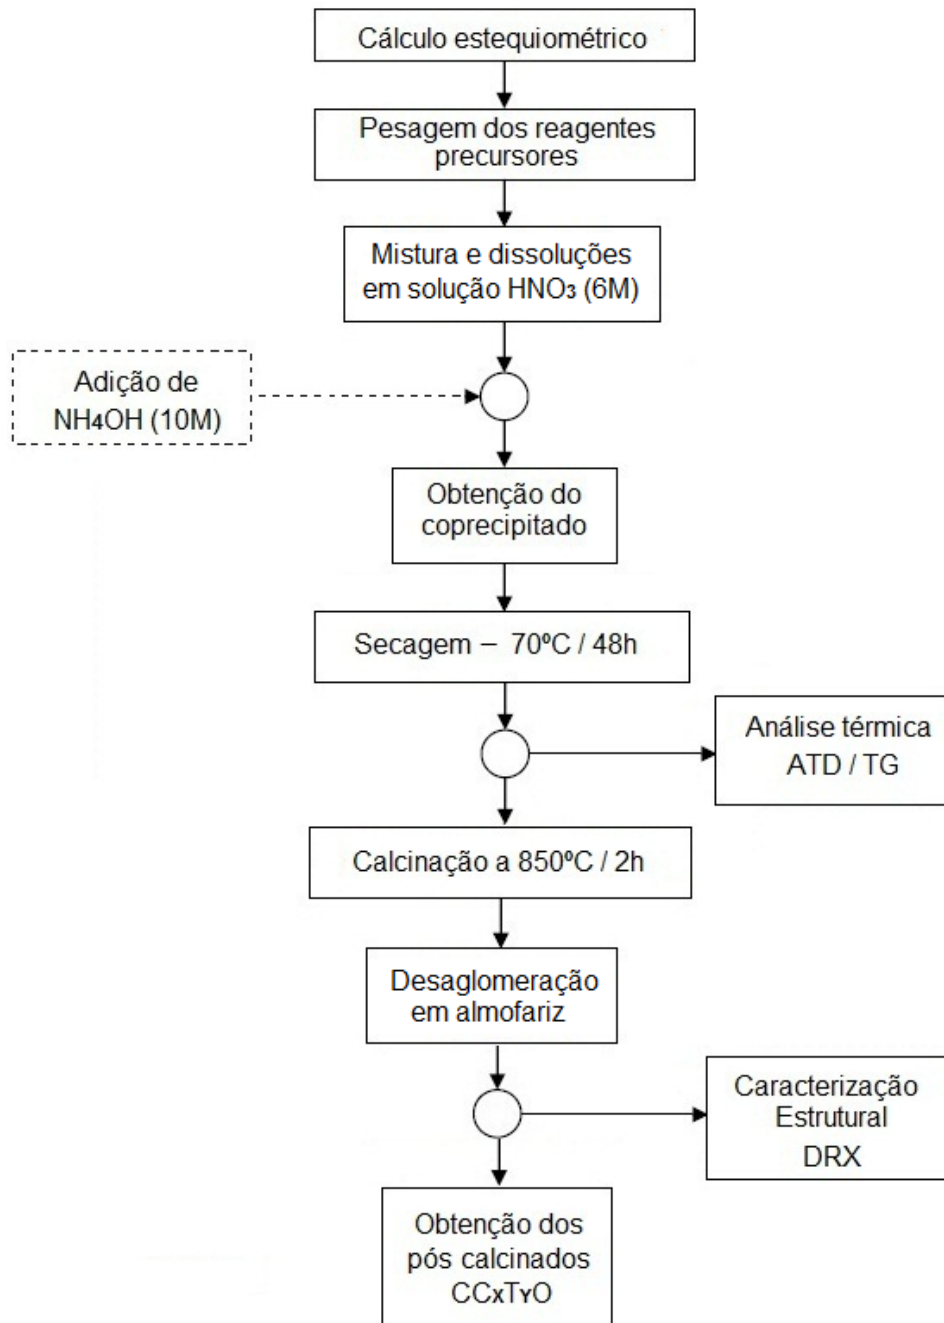 Cálculo estequiométrico
Pesagem dos reagentes
precursores
Mistura e dissoluções
em solução HNO₃ (6M)
Adição de
NH₄OH (10M)
Obtenção do
coprecipitado
Secagem – 70ºC / 48h
Análise térmica
ATD / TG
Calcinação a 850ºC / 2h
Desaglomeração
em almofariz
Caracterização
Estrutural
DRX
Obtenção dos
pós calcinados
CCxTYO